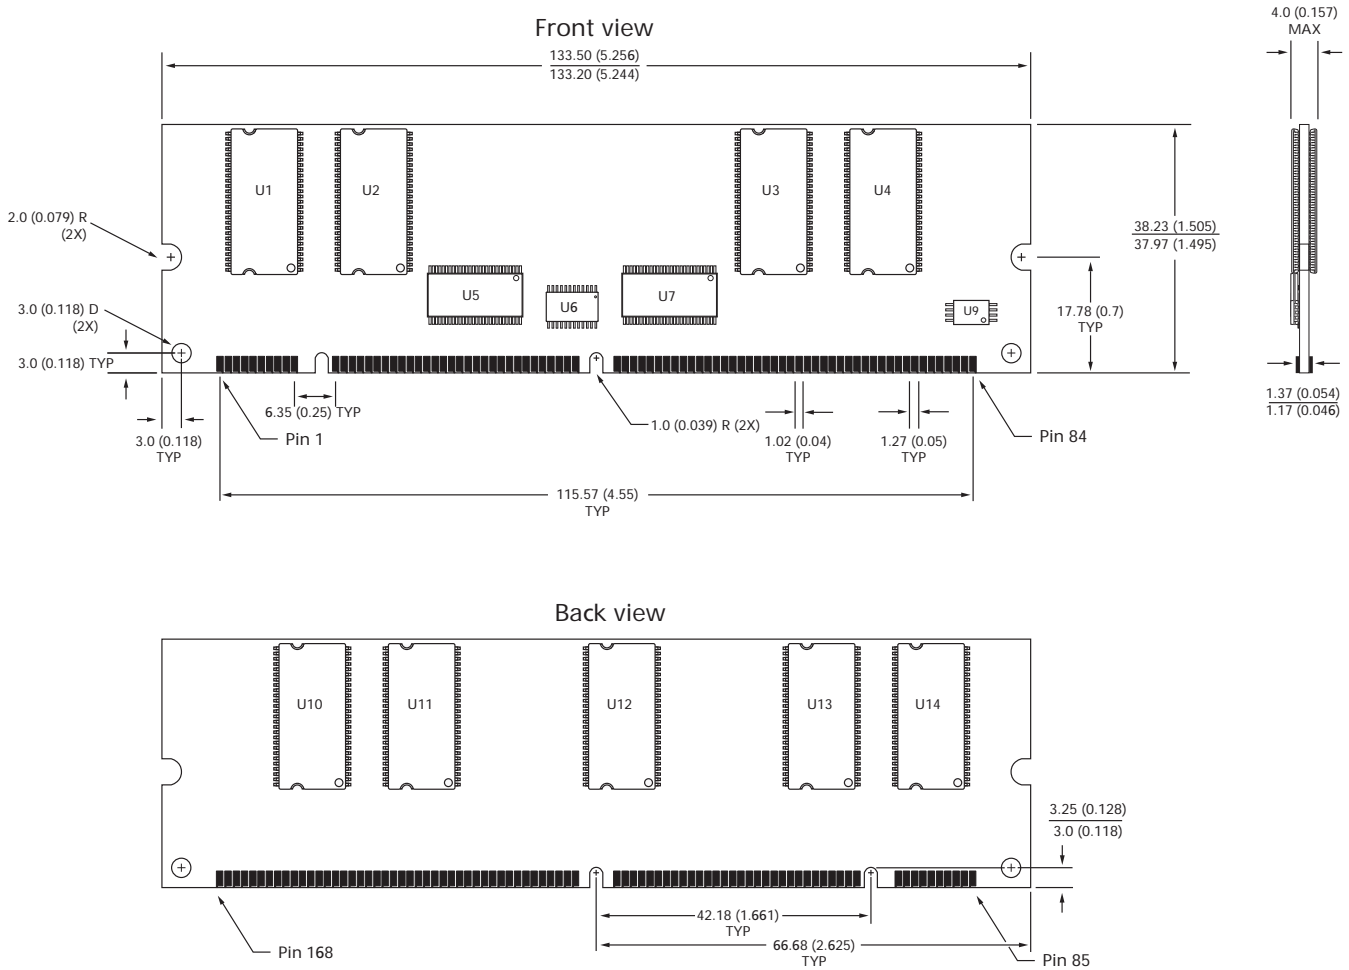 Front view
4.0 (0.157)
MAX
133.50 (5.256)
133.20 (5.244)
U1
U2
U3
U4
2.0 (0.079) R
(2X)
38.23 (1.505)
37.97 (1.495)
U5
U6
U7
U9
3.0 (0.118) D
(2X)
17.78 (0.7)
TYP
3.0 (0.118) TYP
6.35 (0.25) TYP
1.37 (0.054)
1.17 (0.046)
3.0 (0.118)
TYP
Pin 1
1.0 (0.039) R (2X)
1.02 (0.04)
TYP
1.27 (0.05)
TYP
Pin 84
115.57 (4.55)
TYP
Back view
U10
U11
U12
U13
U14
3.25 (0.128)
3.0 (0.118)
42.18 (1.661)
TYP
66.68 (2.625)
TYP
Pin 168
Pin 85